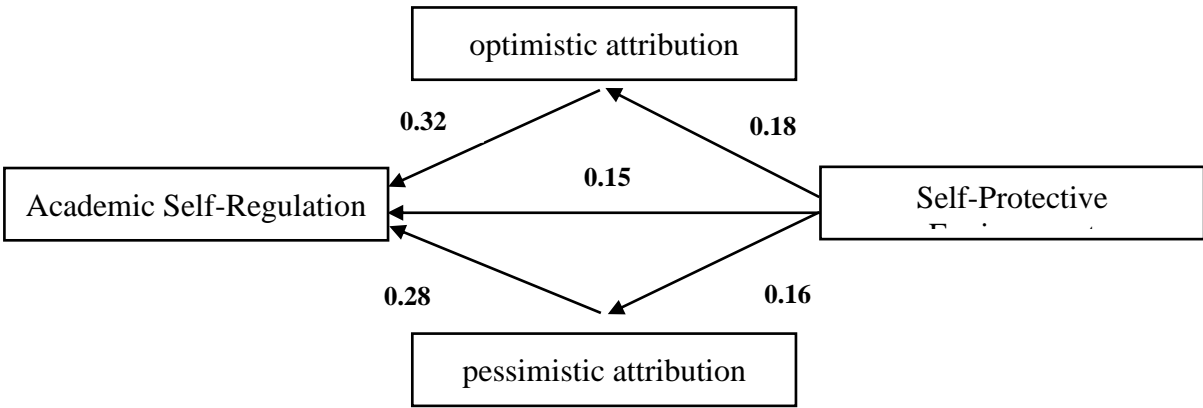 optimistic attribution
0.32
0.18
0.15
Academic Self-Regulation
Self-Protective
0.28
0.16
pessimistic attribution